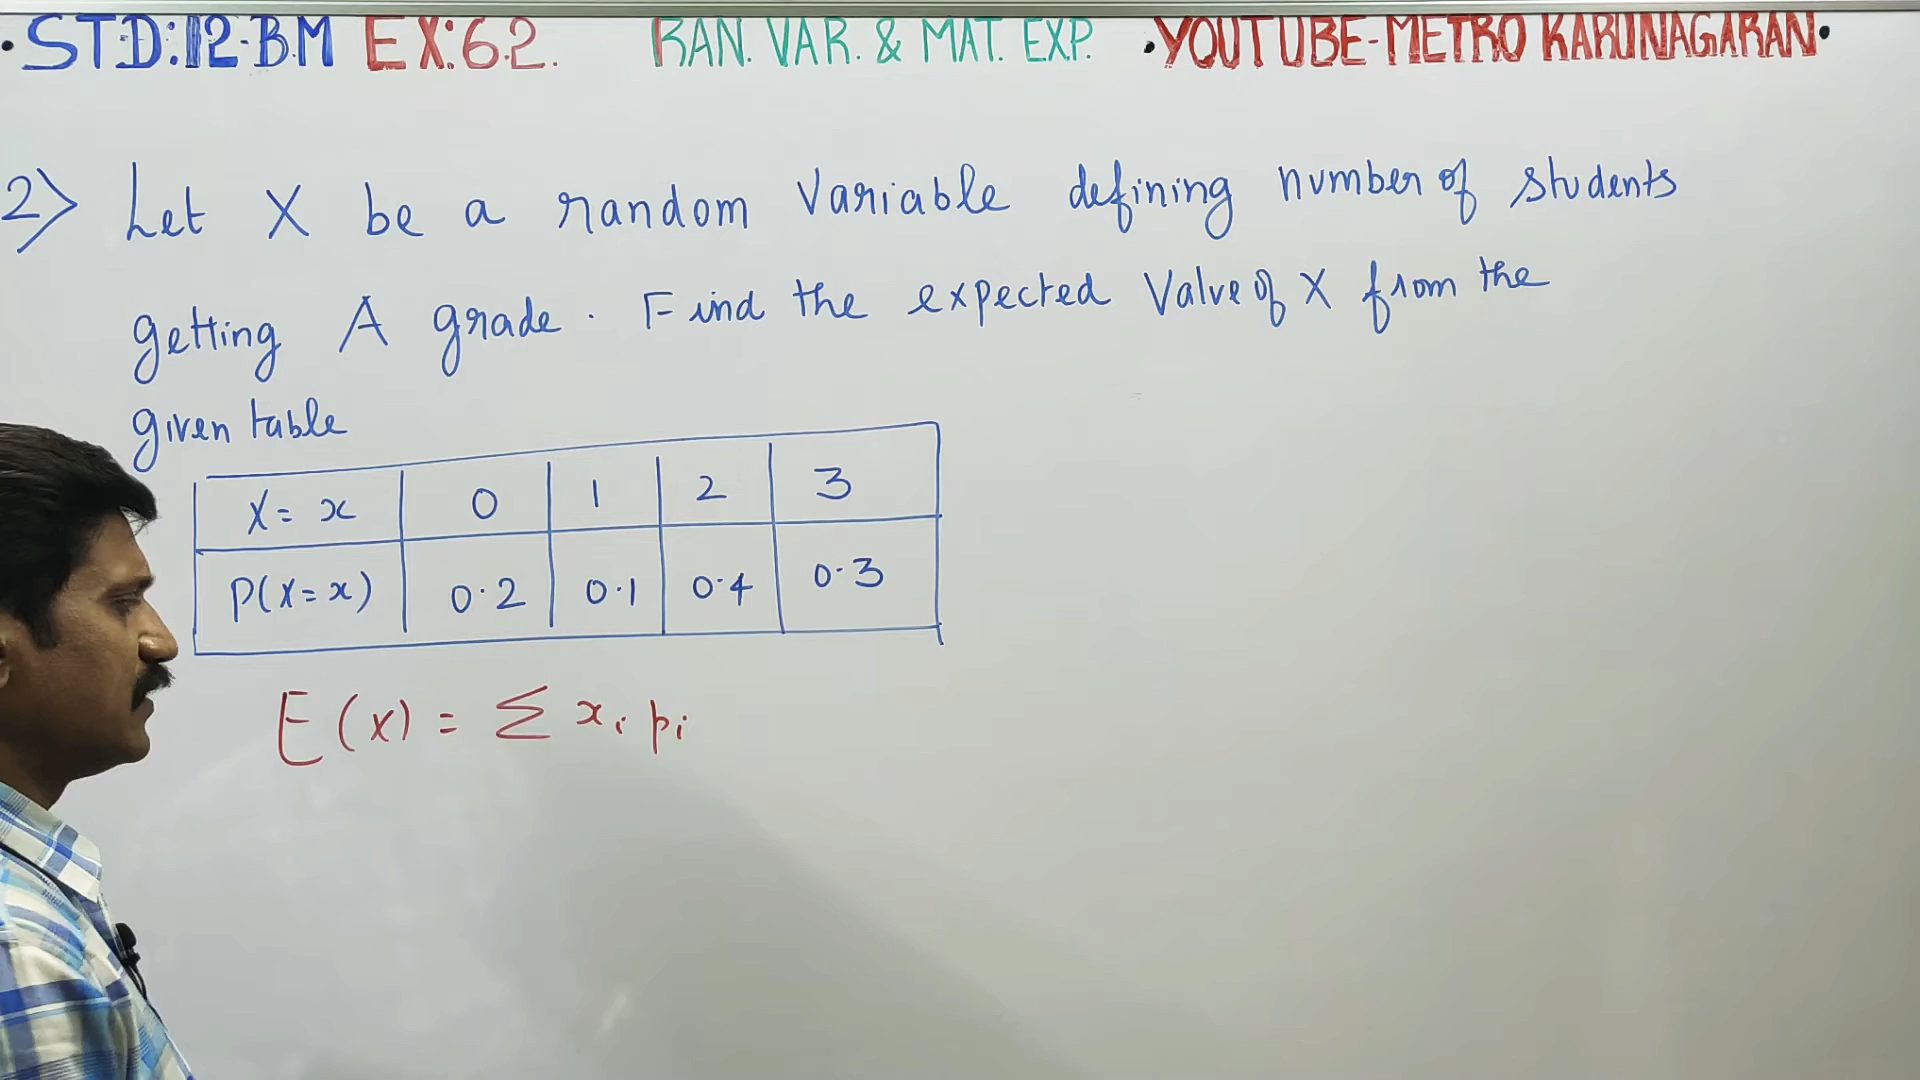 ·STD:12-B.M EX:6.2. RAN. VAR. & MAT. EXP. ·YOUTUBE-METRO KARUNAGARAN·
2> Let X be a random Variable defining number of students
getting A grade. Find the expected Value of X from the
given table
X = x 0 1 2 3
P(X=x) 0.2 0.1 0.4 0.3
E(x) = Σ xi pi